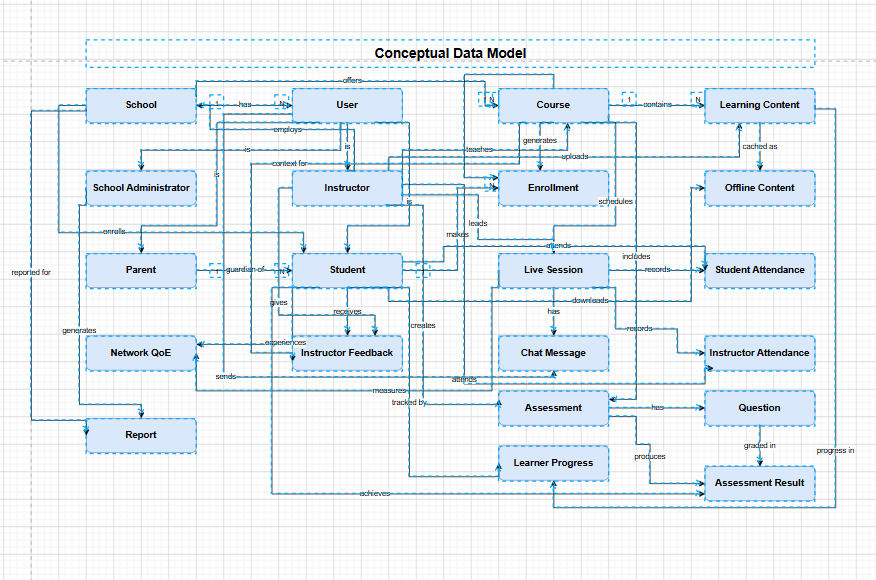 Conceptual Data Model
offers
School
1
has
N
User
N
Course
1
contains
N
Learning Content
employs
generates
cached as
is
is
teaches
uploads
context for
School Administrator
is
Instructor
N
Enrollment
Offline Content
is
schedules
leads
enrolls
makes
attends
includes
Parent
1
guardian of
N
Student
1
Live Session
records
Student Attendance
reported for
gives
downloads
receives
has
generates
creates
records
experiences
Network QoE
Instructor Feedback
Chat Message
Instructor Attendance
sends
attends
measures
tracked by
Assessment
has
Question
Report
graded in
progress in
produces
Learner Progress
Assessment Result
achieves